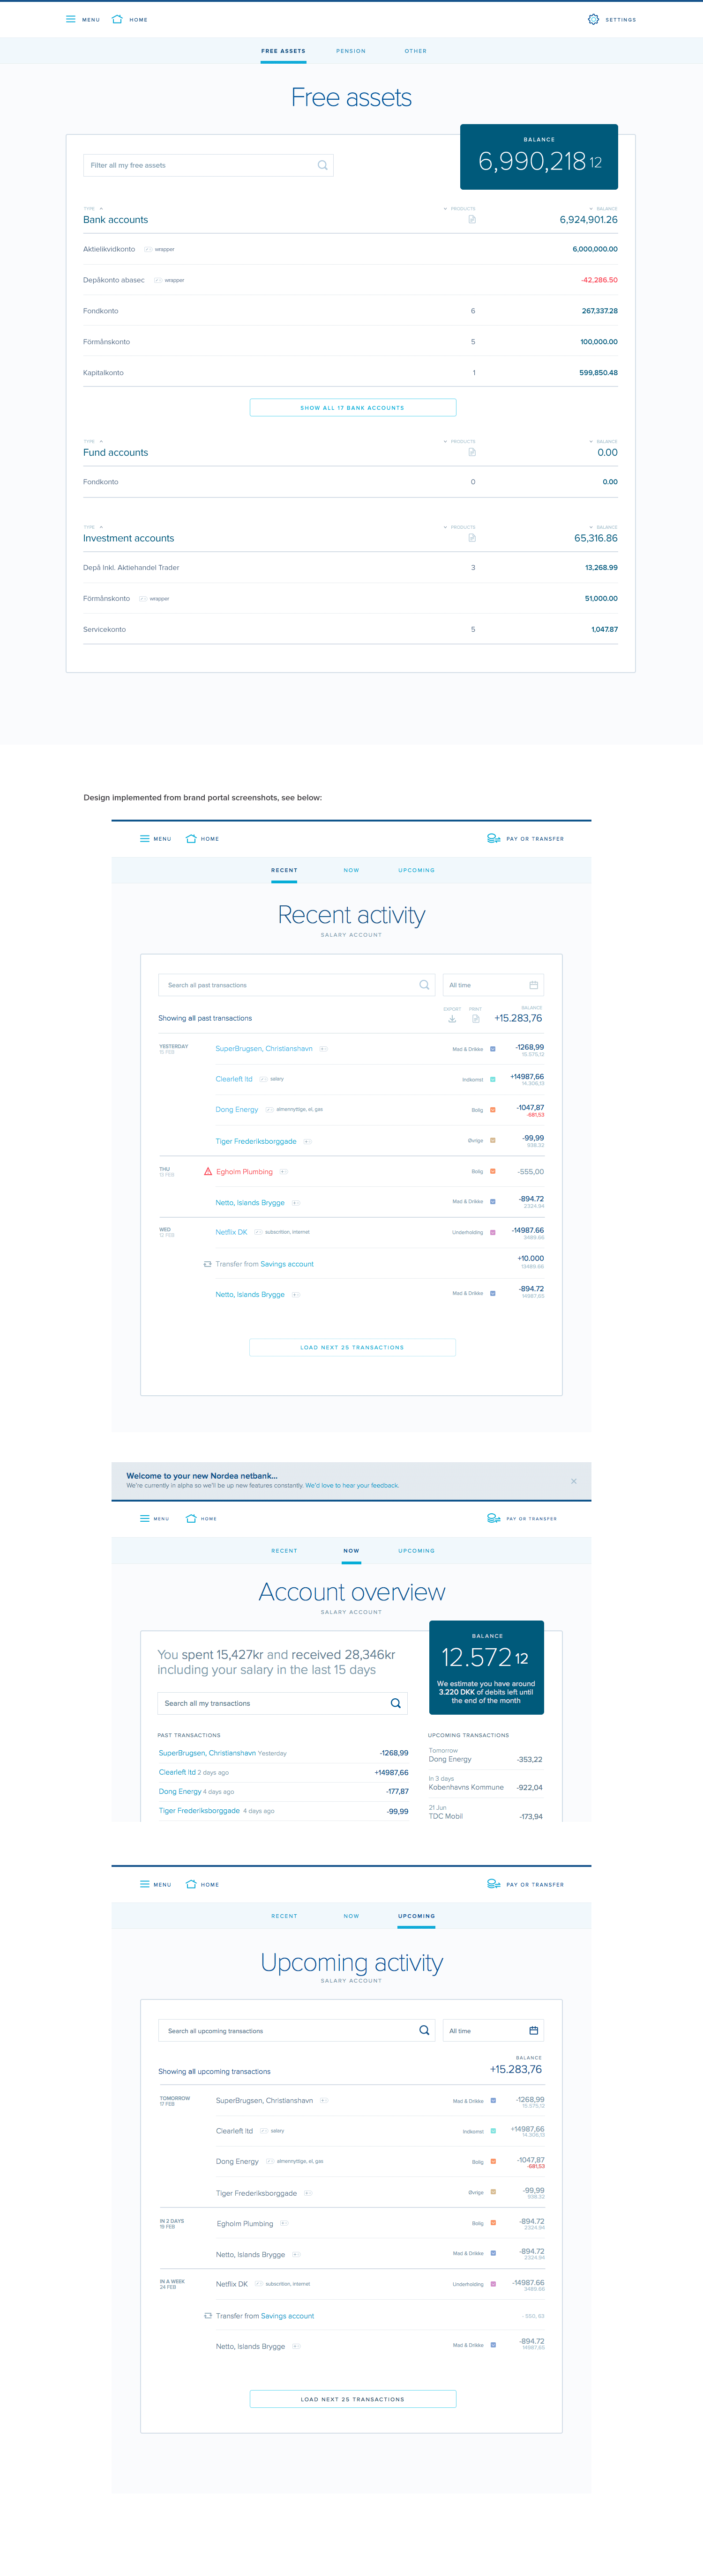 MENU HOME SETTINGS
FREE ASSETS PENSION OTHER
Free assets
BALANCE
6,990,218 12
Filter all my free assets
TYPE PRODUCTS BALANCE
Bank accounts 6,924,901.26
Aktielikvidkonto wrapper 6,000,000.00
Depåkonto abasec wrapper -42,286.50
Fondkonto 6 267,337.28
Förmånskonto 5 100,000.00
Kapitalkonto 1 599,850.48
SHOW ALL 17 BANK ACCOUNTS
TYPE PRODUCTS BALANCE
Fund accounts 0.00
Fondkonto 0 0.00
TYPE PRODUCTS BALANCE
Investment accounts 65,316.86
Depå Inkl. Aktiehandel Trader 3 13,268.99
Förmånskonto wrapper 51,000.00
Servicekonto 5 1,047.87
Design implemented from brand portal screenshots, see below:
MENU HOME PAY OR TRANSFER
RECENT NOW UPCOMING
Recent activity
SALARY ACCOUNT
Search all past transactions All time
EXPORT PRINT BALANCE
Showing all past transactions +15.283,76
YESTERDAY SuperBrugsen, Christianshavn Mad & Drikke -1268,99
15 FEB 15.575,12
Clearleft ltd salary Indkomst +14987,66
14.306,13
Dong Energy almennyttige, el, gas Bolig -1047,87
-681,53
Tiger Frederiksborggade Øvrige -99,99
938.32
THU Egholm Plumbing Bolig -555,00
13 FEB
Netto, Islands Brygge Mad & Drikke -894.72
2324.94
WED Netflix DK subscrition, internet Underholding -14987.66
12 FEB 3489.66
Transfer from Savings account +10.000
13489.66
Netto, Islands Brygge Mad & Drikke -894.72
14987,65
LOAD NEXT 25 TRANSACTIONS
Welcome to your new Nordea netbank...
We're currently in alpha so we'll be up new features constantly. We'd love to hear your feedback.
MENU HOME PAY OR TRANSFER
RECENT NOW UPCOMING
Account overview
SALARY ACCOUNT
You spent 15,427kr and received 28,346kr
including your salary in the last 15 days
BALANCE
12.572 12
We estimate you have around
3.220 DKK of debits left until
the end of the month
Search all my transactions
PAST TRANSACTIONS UPCOMING TRANSACTIONS
SuperBrugsen, Christianshavn Yesterday -1268,99
Clearleft ltd 2 days ago +14987,66
Dong Energy 4 days ago -177,87
Tiger Frederiksborggade 4 days ago -99,99
Tomorrow
Dong Energy -353,22
In 3 days
Kobenhavns Kommune -922,04
21 Jun
TDC Mobil -173,94
MENU HOME PAY OR TRANSFER
RECENT NOW UPCOMING
Upcoming activity
SALARY ACCOUNT
Search all upcoming transactions All time
BALANCE
Showing all upcoming transactions +15.283,76
TOMORROW SuperBrugsen, Christianshavn Mad & Drikke -1268,99
17 FEB 15.575,12
Clearleft ltd salary Indkomst +14987,66
14.306,13
Dong Energy almennyttige, el, gas Bolig -1047,87
-681,53
Tiger Frederiksborggade Øvrige -99,99
938.32
IN 2 DAYS Egholm Plumbing Bolig -894.72
19 FEB 2324.94
Netto, Islands Brygge Mad & Drikke -894.72
2324.94
IN A WEEK Netflix DK subscrition, internet Underholding -14987.66
24 FEB 3489.66
Transfer from Savings account
Netto, Islands Brygge Mad & Drikke -894.72
14987,65
LOAD NEXT 25 TRANSACTIONS